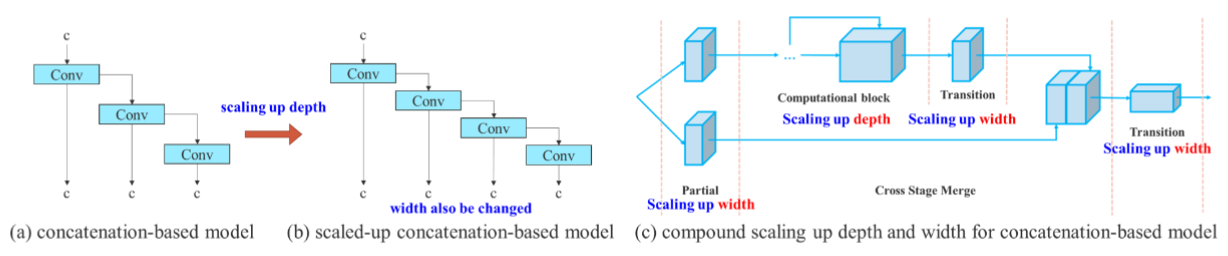 c
Conv
Conv
Conv
c c c
(a) concatenation-based model
scaling up depth
c
Conv
Conv
Conv
Conv
c c c c
width also be changed
(b) scaled-up concatenation-based model
...
Computational block
Scaling up depth
Transition
Scaling up width
Partial
Scaling up width
Cross Stage Merge
Transition
Scaling up width
(c) compound scaling up depth and width for concatenation-based model